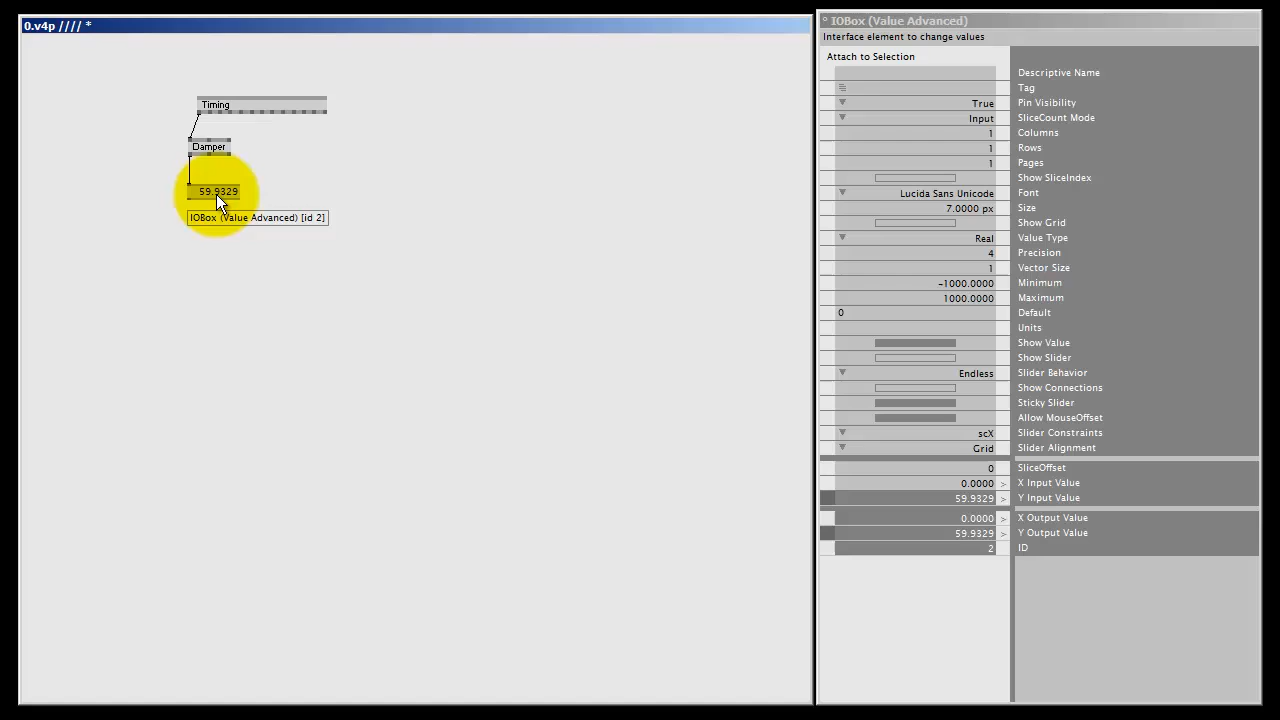 0.v4p //// *
Timing
Damper
59.9329
IOBox (Value Advanced) [id 2]
° IOBox (Value Advanced)
Interface element to change values
Attach to Selection
Descriptive Name
Tag
True Pin Visibility
Input SliceCount Mode
1 Columns
1 Rows
1 Pages
Show SliceIndex
Lucida Sans Unicode Font
7.0000 px Size
Show Grid
Real Value Type
4 Precision
1 Vector Size
-1000.0000 Minimum
1000.0000 Maximum
0 Default
Units
Show Value
Show Slider
Endless Slider Behavior
Show Connections
Sticky Slider
Allow MouseOffset
scX Slider Constraints
Grid Slider Alignment
0 SliceOffset
0.0000 > X Input Value
59.9329 > Y Input Value
0.0000 > X Output Value
59.9329 > Y Output Value
2 ID